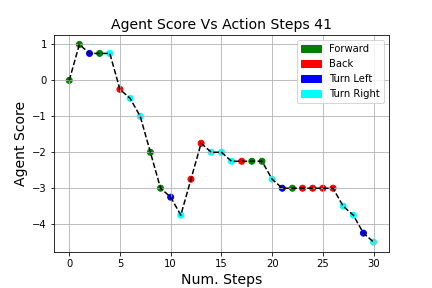 Agent Score Vs Action Steps 41
Agent Score
1
0
−1
−2
−3
−4
Forward
Back
Turn Left
Turn Right
0 5 10 15 20 25 30
Num. Steps